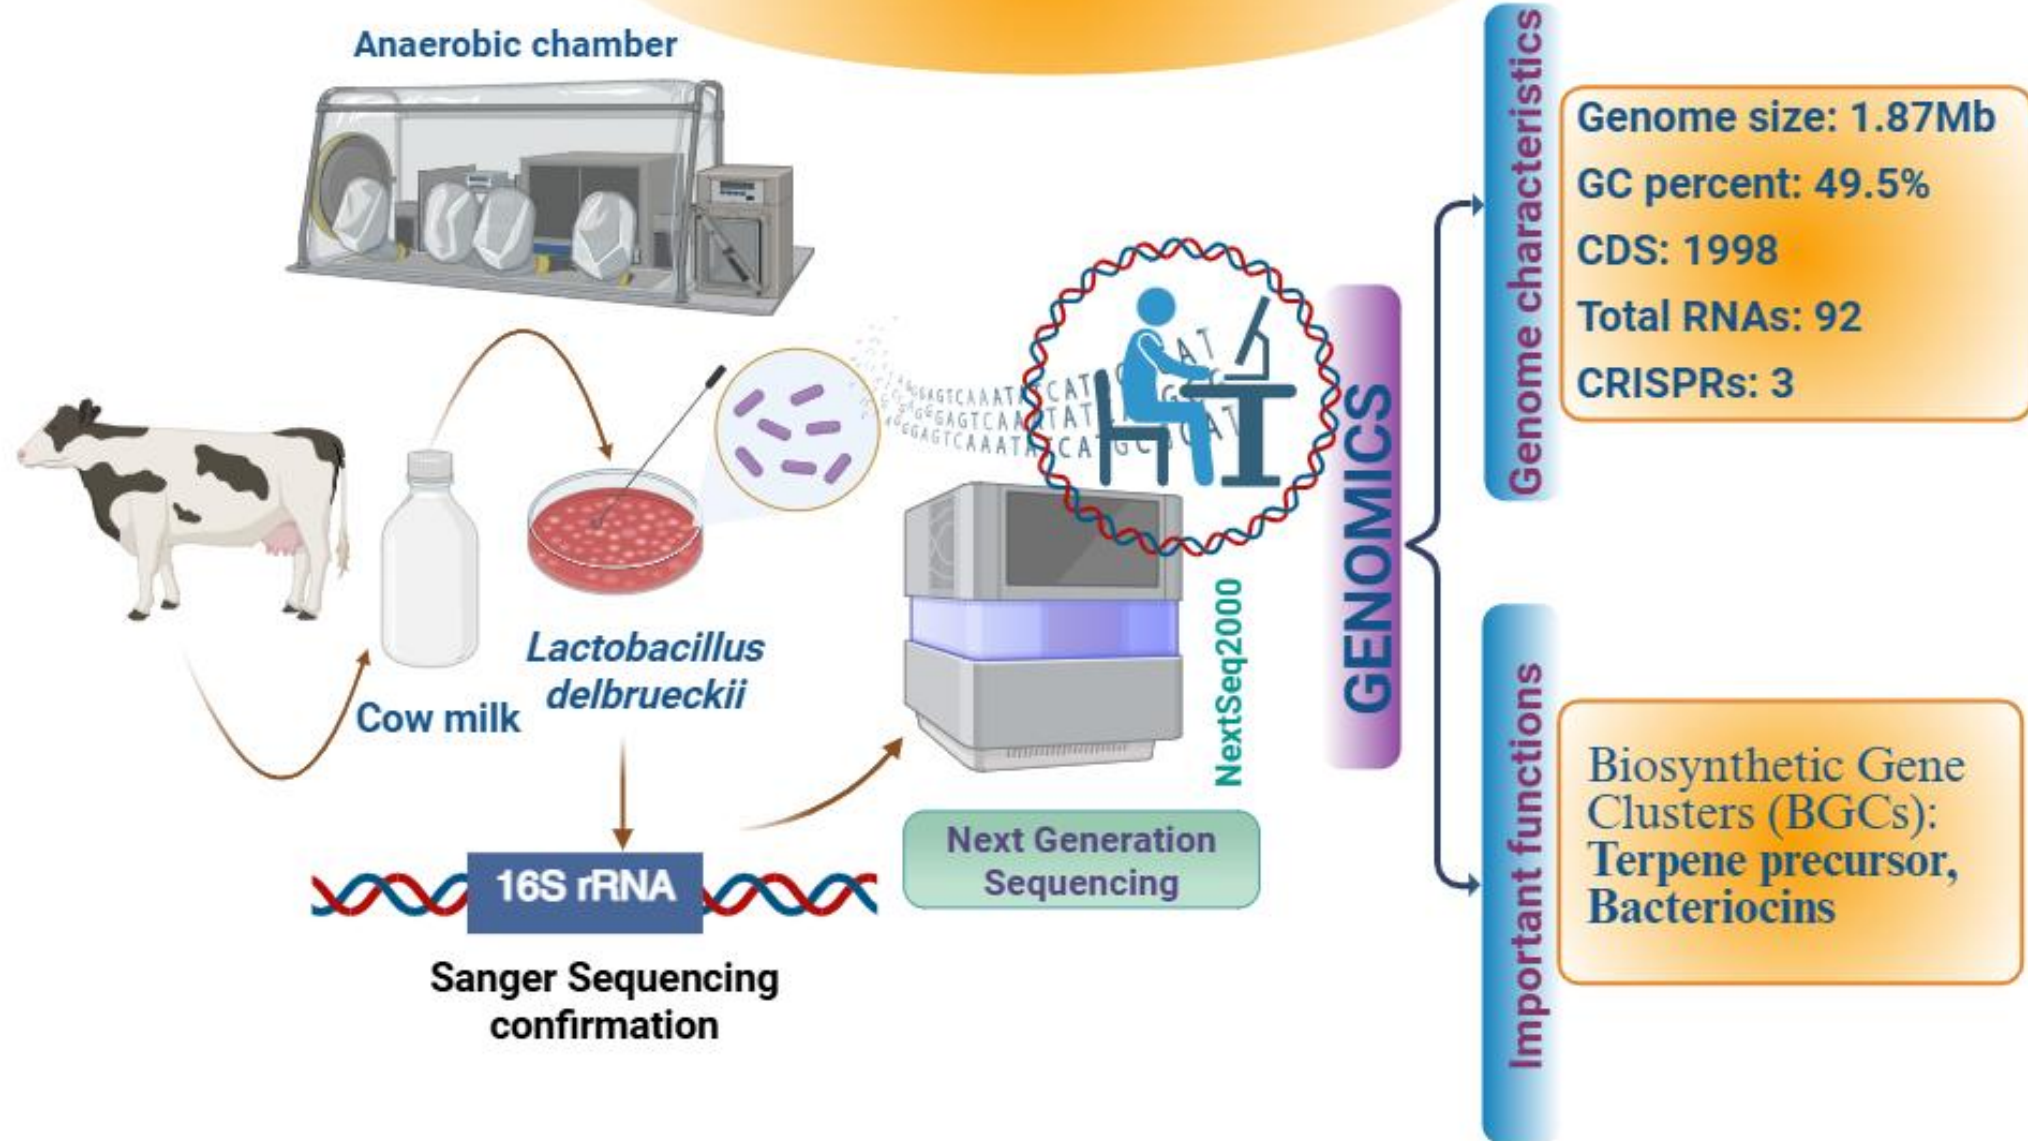 Anaerobic chamber
Cow milk
Lactobacillus
delbrueckii
16S rRNA
Sanger Sequencing
confirmation
NextSeq2000
Next Generation
Sequencing
GENOMICS
Genome characteristics
Genome size: 1.87Mb
GC percent: 49.5%
CDS: 1998
Total RNAs: 92
CRISPRs: 3
Important functions
Biosynthetic Gene
Clusters (BGCs):
Terpene precursor,
Bacteriocins